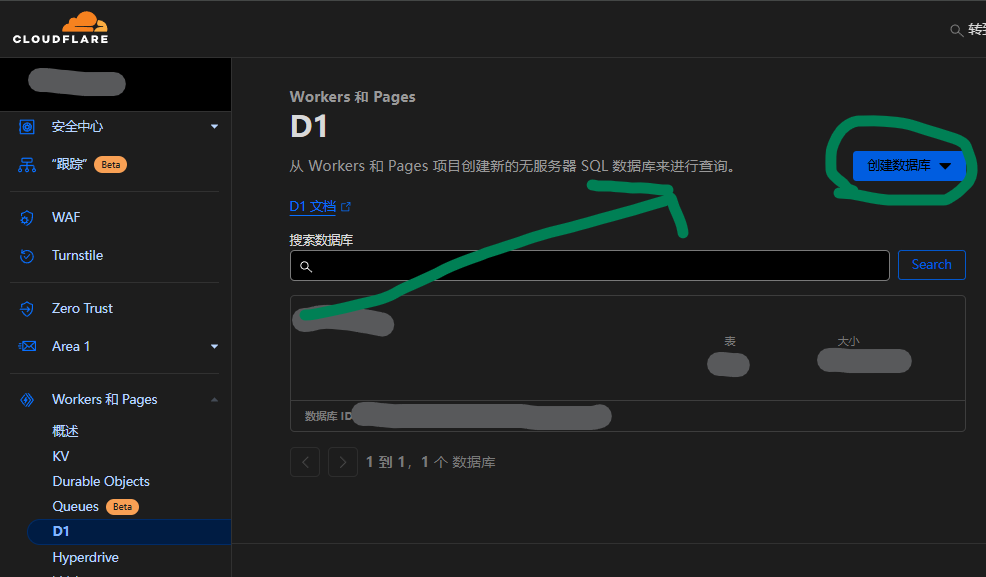 CLOUDFLARE
转至
安全中心
“跟踪” Beta
WAF
Turnstile
Zero Trust
Area 1
Workers 和 Pages
概述
KV
Durable Objects
Queues Beta
D1
Hyperdrive
Workers 和 Pages
D1
从 Workers 和 Pages 项目创建新的无服务器 SQL 数据库来进行查询。
创建数据库
D1 文档
搜索数据库
Search
表
大小
数据库 ID
1 到 1，1 个 数据库